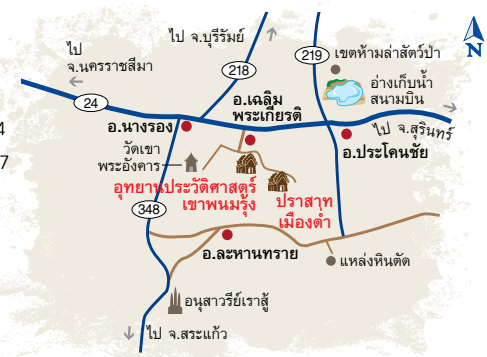 N
ไป จ.บุรีรัมย์
ไป
จ.นครราชสีมา
218
219
เขตห้ามล่าสัตว์ป่า
อ่างเก็บน้ำ
สนามบิน
24
อ.เฉลิม
พระเกียรติ
4
อ.นางรอง
ไป จ.สุรินทร์
วัดเขา
พระอังคาร
อ.ประโคนชัย
7
อุทยานประวัติศาสตร์
เขาพนมรุ้ง
ปราสาท
เมืองต่ำ
348
อ.ละหานทราย
แหล่งหินตัด
อนุสาวรีย์เราสู้
ไป จ.สระแก้ว